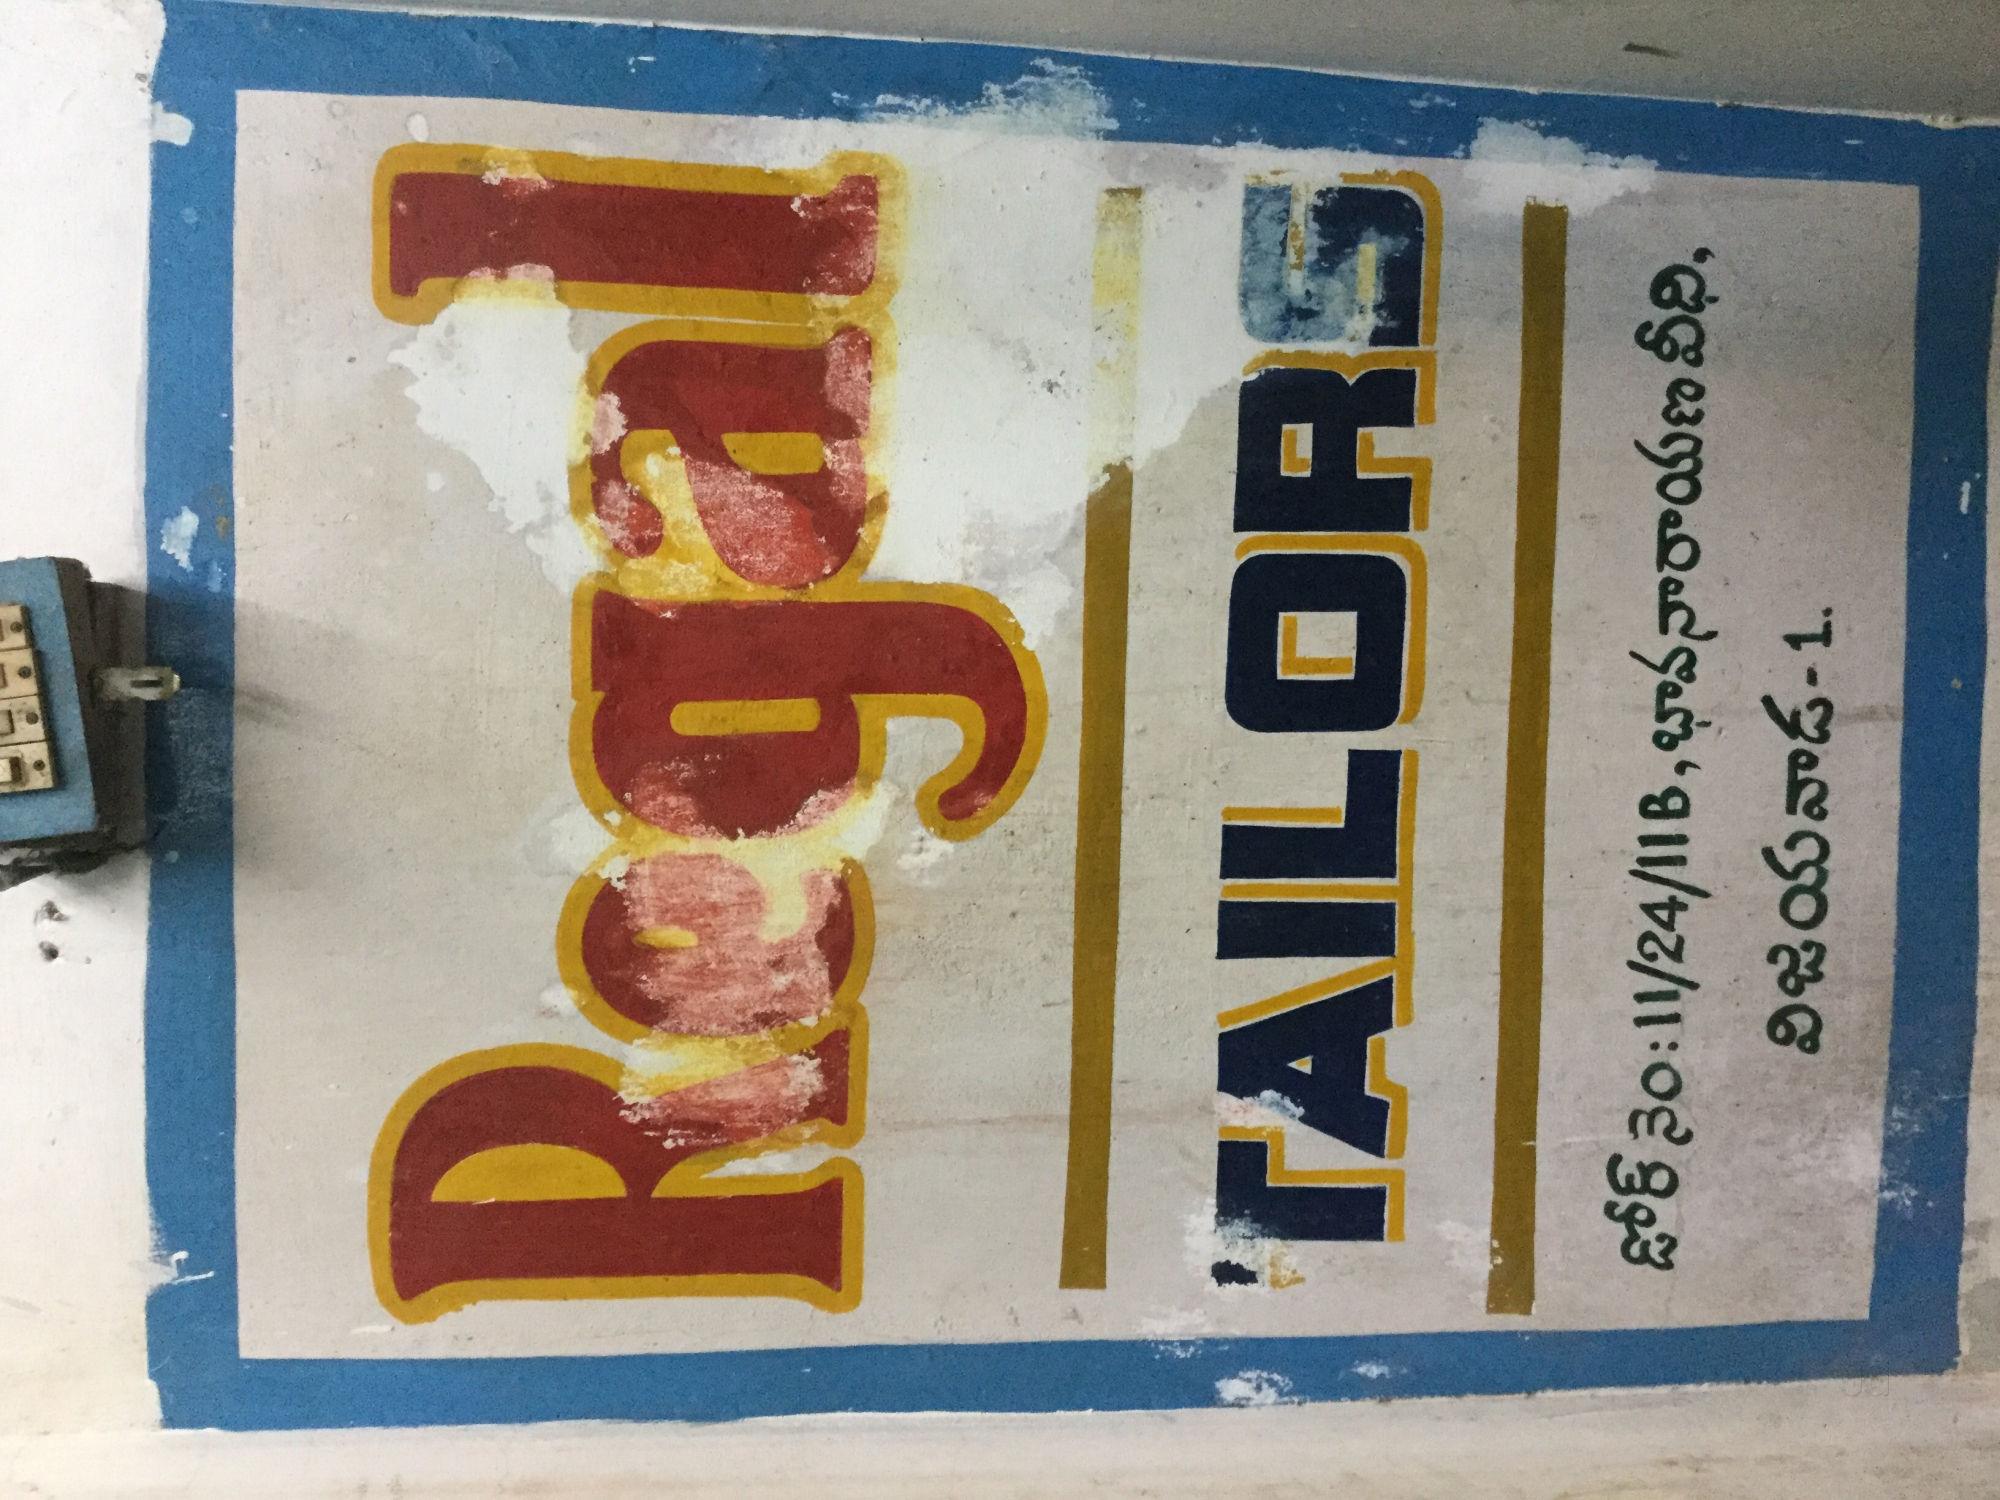 Regal
TAILORS
డోర్ నెం:11/24/11B, భావనారాయణ వీధి,
విజయవాడ-1.